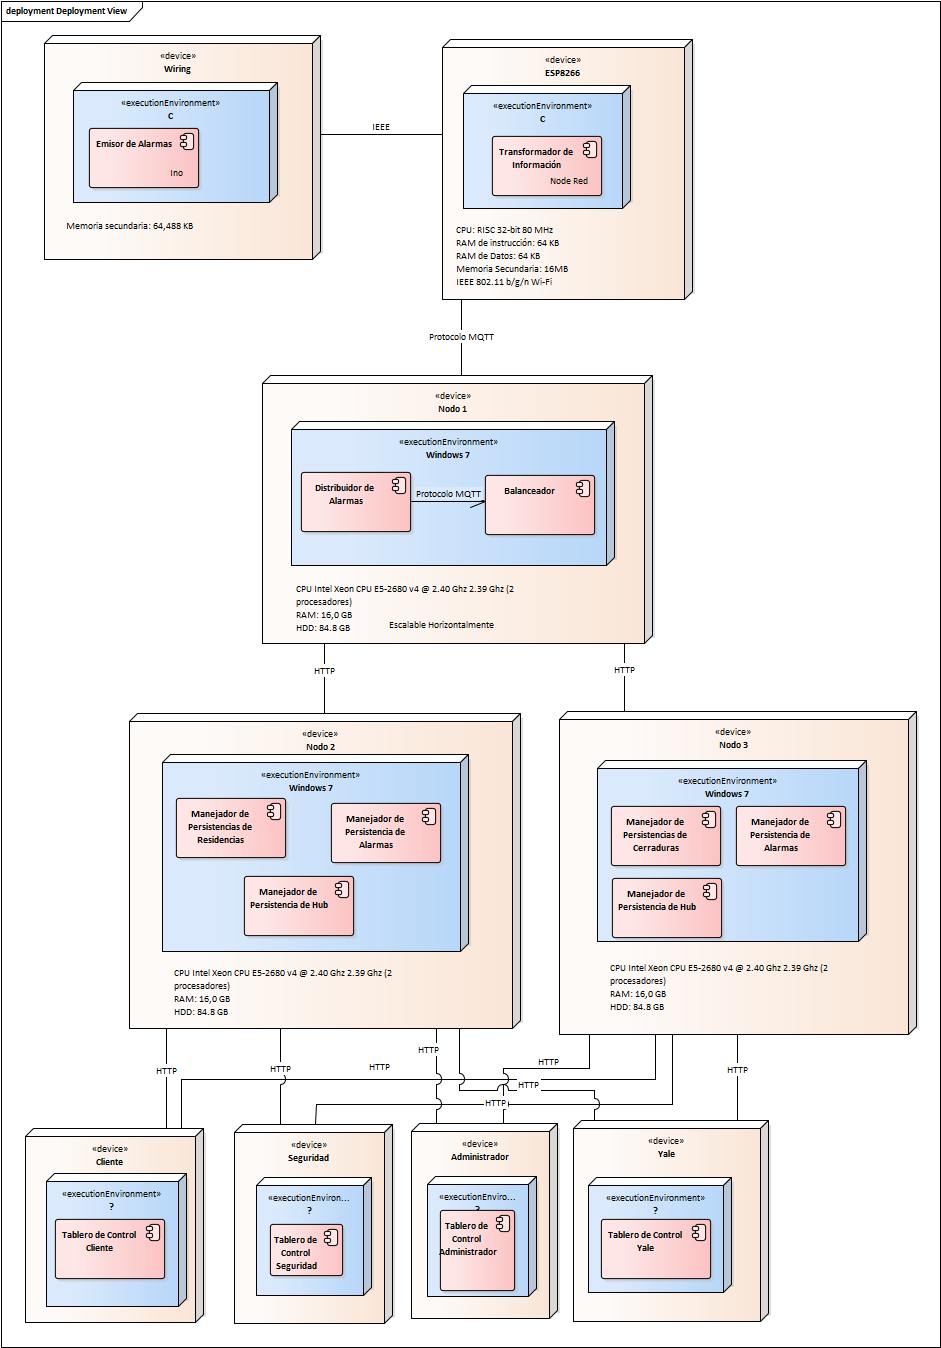 deployment Deployment View
«device»
Wiring
«executionEnvironment»
C
Emisor de Alarmas
Ino
Memoria secundaria: 64,488 KB
IEEE
«device»
ESP8266
«executionEnvironment»
C
Transformador de
Información
Node Red
CPU: RISC 32-bit 80 MHz
RAM de instrucción: 64 KB
RAM de Datos: 64 KB
Memoria Secundaria: 16MB
IEEE 802.11 b/g/n Wi-Fi
Protocolo MQTT
«device»
Nodo 1
«executionEnvironment»
Windows 7
Distribuidor de
Alarmas
Protocolo MQTT
Balanceador
CPU Intel Xeon CPU E5-2680 v4 @ 2.40 Ghz 2.39 Ghz (2
procesadores)
RAM: 16,0 GB
HDD: 84.8 GB
Escalable Horizontalmente
HTTP
HTTP
«device»
Nodo 2
«executionEnvironment»
Windows 7
Manejador de
Persistencias de
Residencias
Manejador de
Persistencia de
Alarmas
Manejador de
Persistencia de Hub
CPU Intel Xeon CPU E5-2680 v4 @ 2.40 Ghz 2.39 Ghz (2
procesadores)
RAM: 16,0 GB
HDD: 84.8 GB
«device»
Nodo 3
«executionEnvironment»
Windows 7
Manejador de
Persistencias de
Cerraduras
Manejador de
Persistencia de
Alarmas
Manejador de
Persistencia de Hub
CPU Intel Xeon CPU E5-2680 v4 @ 2.40 Ghz 2.39 Ghz (2
procesadores)
RAM: 16,0 GB
HDD: 84.8 GB
HTTP
HTTP
HTTP
HTTP
HTTP
HTTP
HTTP
HTTP
«device»
Cliente
«executionEnvironment»
?
Tablero de Control
Cliente
«device»
Seguridad
«executionEnviron...
?
Tablero de
Control
Seguridad
«device»
Administrador
«executionEnviro...
?
Tablero de
Control
Administrador
«device»
Yale
«executionEnvironment»
?
Tablero de Control
Yale